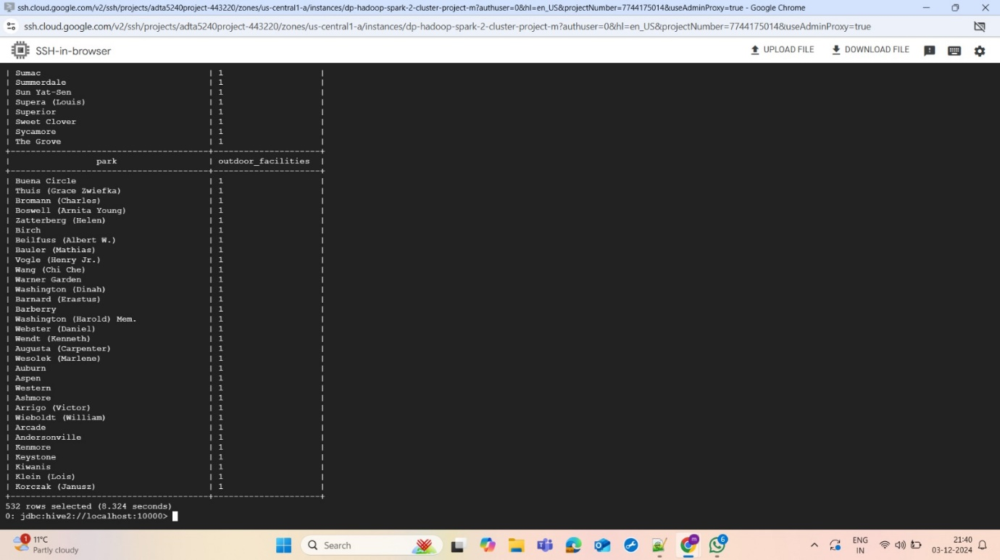 ssh.cloud.google.com/v2/ssh/projects/adta5240project-443220/zones/us-central1-a/instances/dp-hadoop-spark-2-cluster-project-m?authuser=0&hl=en_US&projectNumber=7744175014&useAdminProxy=true - Google Chrome
ssh.cloud.google.com/v2/ssh/projects/adta5240project-443220/zones/us-central1-a/instances/dp-hadoop-spark-2-cluster-project-m?authuser=0&hl=en_US&projectNumber=7744175014&useAdminProxy=true
SSH-in-browser UPLOAD FILE DOWNLOAD FILE
| Sumac | 1 |
| Summerdale | 1 |
| Sun Yat-Sen | 1 |
| Supera (Louis) | 1 |
| Superior | 1 |
| Sweet Clover | 1 |
| Sycamore | 1 |
| The Grove | 1 |
+----------------------------------------+---------------------+
| park | outdoor_facilities |
+----------------------------------------+---------------------+
| Buena Circle | 1 |
| Thuis (Grace Zwiefka) | 1 |
| Bromann (Charles) | 1 |
| Boswell (Arnita Young) | 1 |
| Zatterberg (Helen) | 1 |
| Birch | 1 |
| Beilfuss (Albert W.) | 1 |
| Bauler (Mathias) | 1 |
| Vogle (Henry Jr.) | 1 |
| Wang (Chi Che) | 1 |
| Warner Garden | 1 |
| Washington (Dinah) | 1 |
| Barnard (Erastus) | 1 |
| Barberry | 1 |
| Washington (Harold) Mem. | 1 |
| Webster (Daniel) | 1 |
| Wendt (Kenneth) | 1 |
| Augusta (Carpenter) | 1 |
| Wesolek (Marlene) | 1 |
| Auburn | 1 |
| Aspen | 1 |
| Western | 1 |
| Ashmore | 1 |
| Arrigo (Victor) | 1 |
| Wieboldt (William) | 1 |
| Arcade | 1 |
| Andersonville | 1 |
| Kenmore | 1 |
| Keystone | 1 |
| Kiwanis | 1 |
| Klein (Lois) | 1 |
| Korczak (Janusz) | 1 |
+----------------------------------------+---------------------+
532 rows selected (8.324 seconds)
0: jdbc:hive2://localhost:10000>
1 11°C
Partly cloudy
Search
m
6
ENG
IN
21:40
03-12-2024